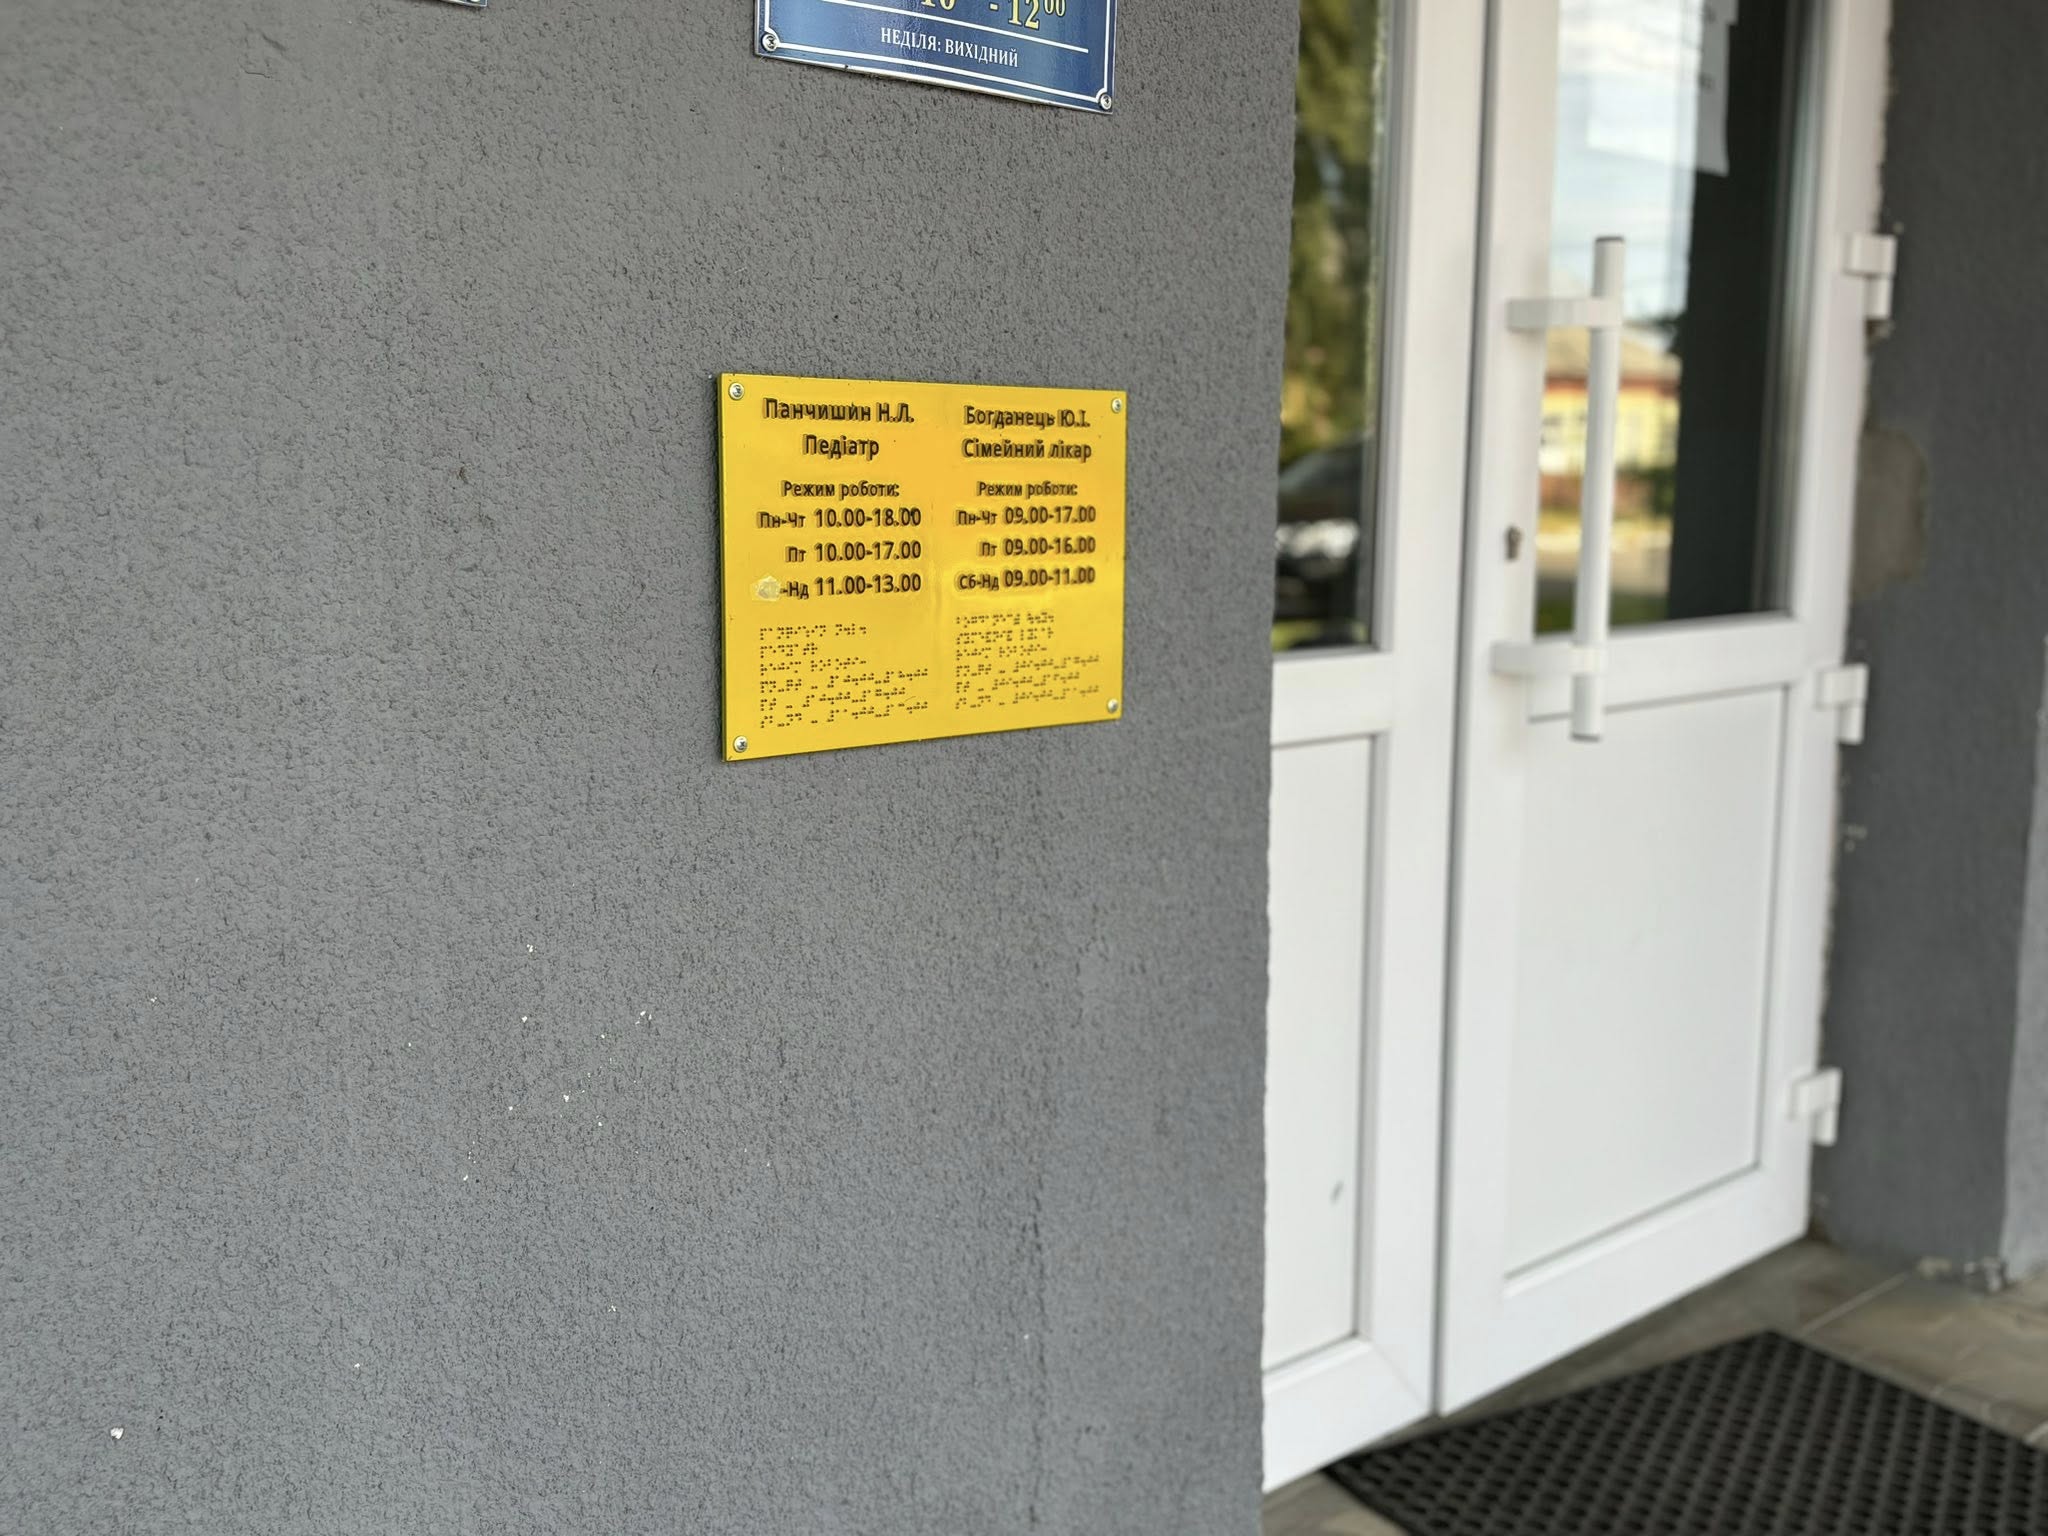 - 12⁰⁰
НЕДІЛЯ: ВИХІДНИЙ
Панчишин Н.Л.
Педіатр
Режим роботи:
Пн-Чт 10.00-18.00
Пт 10.00-17.00
-Нд 11.00-13.00
Богданець Ю.І.
Сімейний лікар
Режим роботи:
Пн-Чт 09.00-17.00
Пт 09.00-16.00
Сб-Нд 09.00-11.00